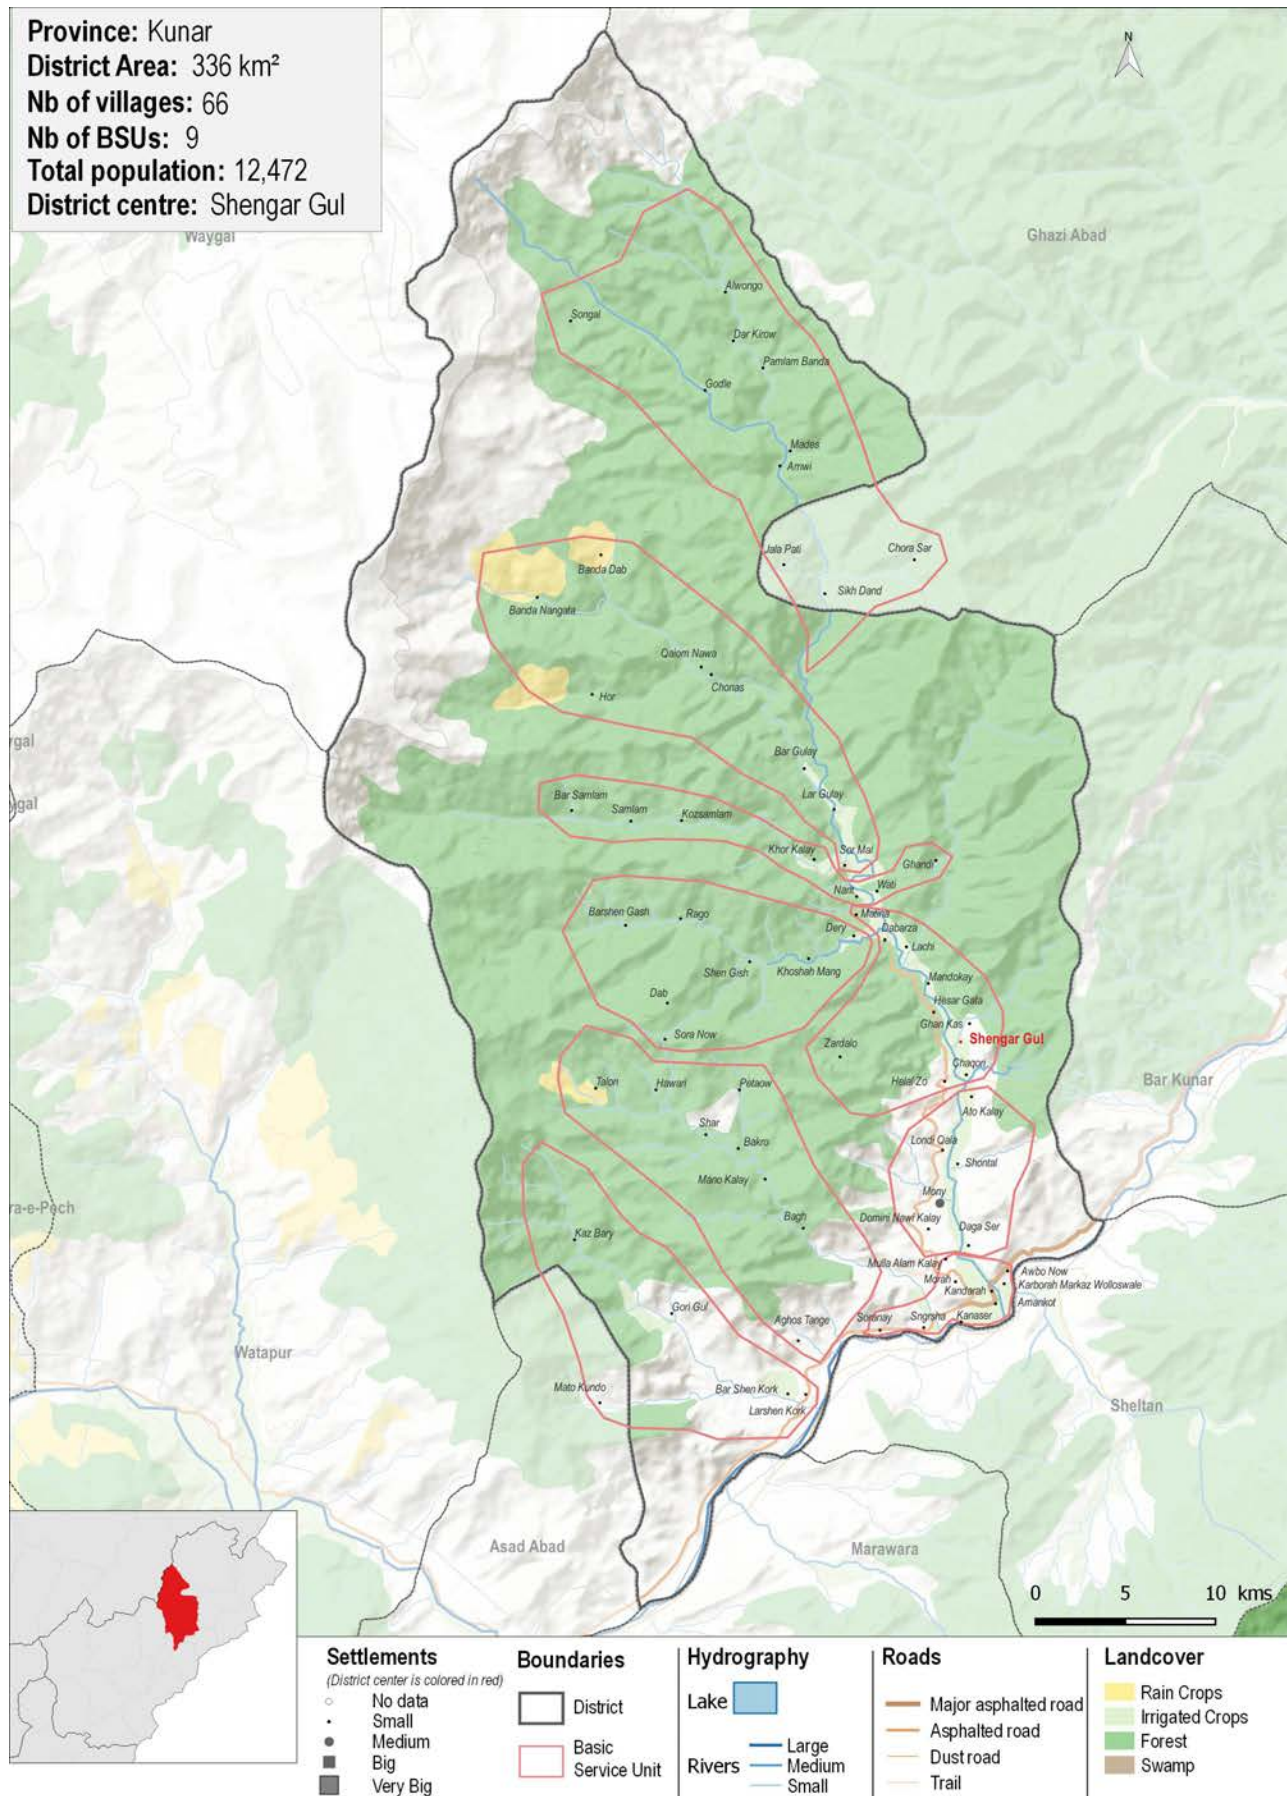 Province: Kunar
District Area: 336 km²
Nb of villages: 66
Nb of BSUs: 9
Total population: 12,472
District centre: Shengar Gul
N
Waygal
Ghazi Abad
Alwongo
Songal
Dar Kirow
Pamlam Banda
Godle
Mades
Amwi
Jala Pati
Chora Sar
Banda Dab
Sikh Dand
Banda Nangata
Qalom Nawa
Chonas
Hor
ygal
Bar Gulay
Lar Gulay
Bar Samlam
Samlam
Kozsamlam
ygal
Khor Kalay
Sor Mal
Ghandi
Narit
Wati
Barshen Gash
Rago
Matina
Dery
Dabarza
Lachi
Shen Gish
Khoshah Mang
Mandokay
Dab
Hesar Gata
Ghan Kas
Sora Now
Zardalo
Shengar Gul
Chaqori
Talon
Hawari
Petaow
Helal Zo
Bar Kunar
Ato Kalay
Shar
Bakro
Londi Qala
Shontal
Mano Kalay
Mony
ra-e-Pech
Bagh
Domini Nawi Kalay
Daga Ser
Kaz Bary
Mulla Alam Kalay
Awbo Now
Morah
Karborah Markaz Wolloswale
Kandarah
Amankot
Gori Gul
Aghos Tange
Somnay
Sngrsha
Kanaser
Watapur
Mato Kundo
Bar Shen Kork
Larshen Kork
Sheltan
Asad Abad
Marawara
0 5 10 kms
Settlements
(District center is colored in red)
No data
Small
Medium
Big
Very Big
Boundaries
District
Basic
Service Unit
Hydrography
Lake
Rivers
Large
Medium
Small
Roads
Major asphalted road
Asphalted road
Dust road
Trail
Landcover
Rain Crops
Irrigated Crops
Forest
Swamp